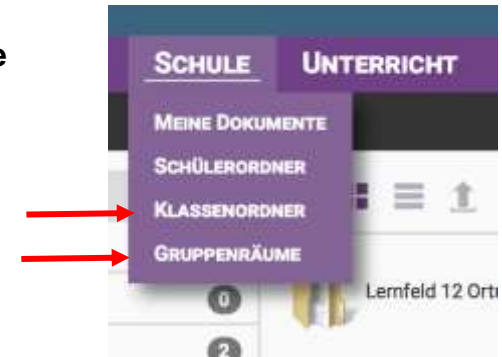 e
SCHULE UNTERRICHT
MEINE DOKUMENTE
SCHÜLERORDNER
KLASSENORDNER
GRUPPENRÄUME
0
Lernfeld 12 Ort
2